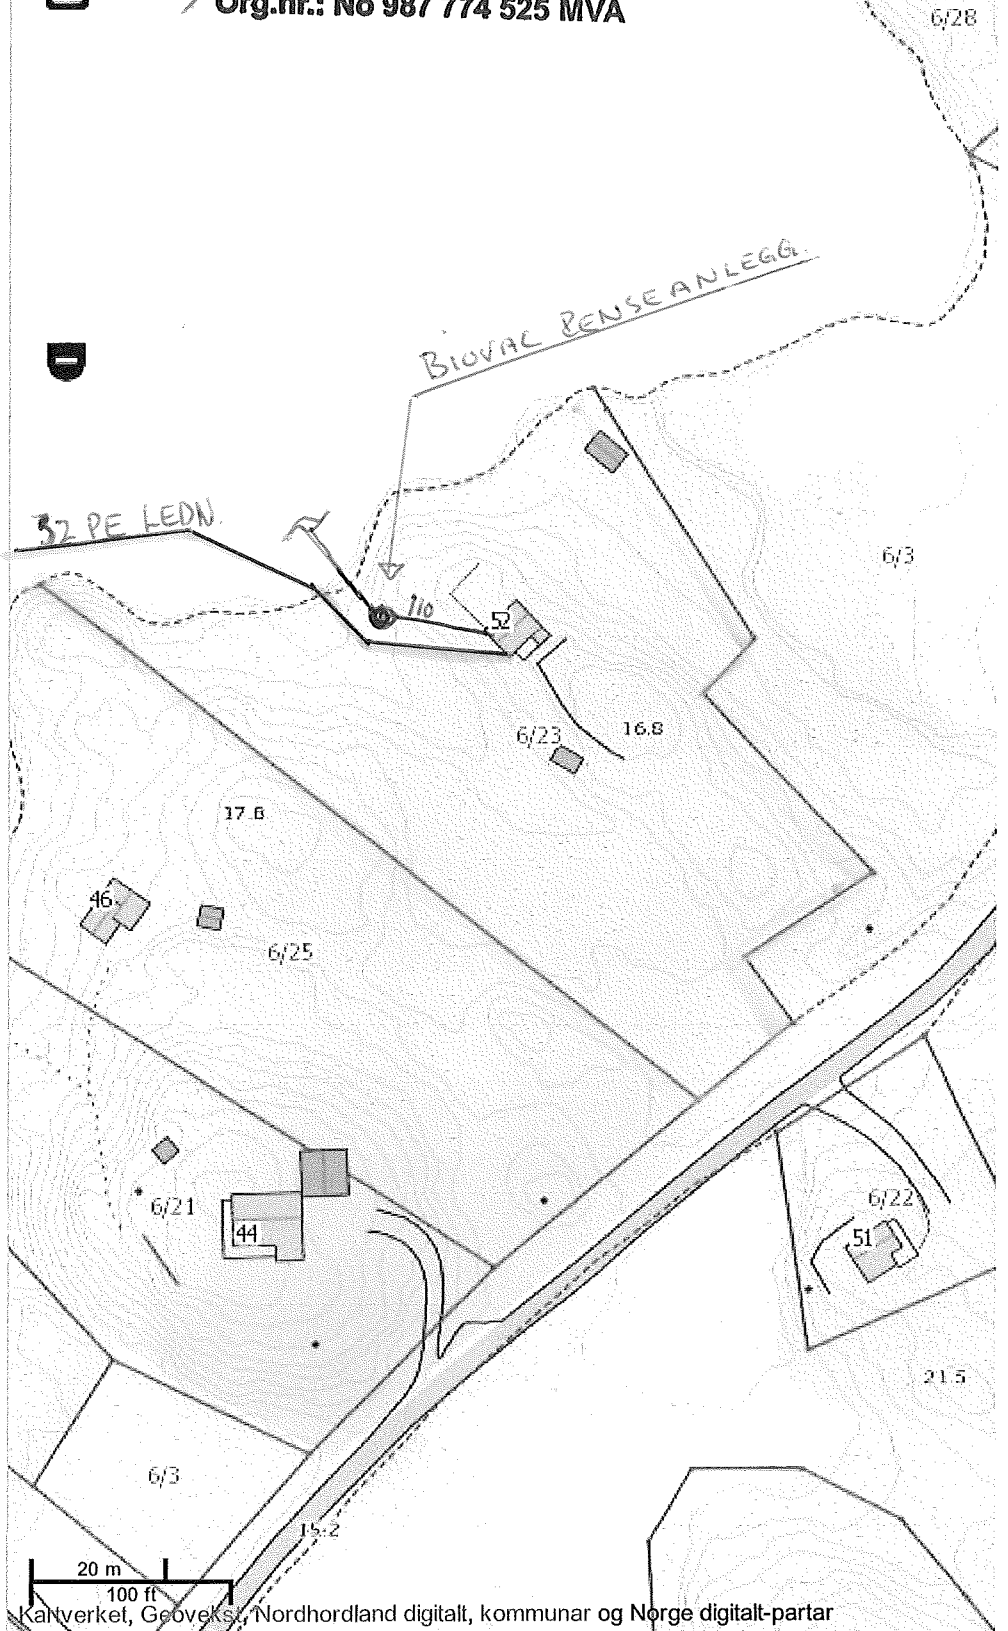 Org.nr.: No 987 774 525 MVA
6/28
BIOVAC RENSEANLEGG.
32 PE LEDN.
6/3
110
52
6/23
16.8
17.6
46
6/25
6/21
44
6/22
51
21.5
6/3
15.2
20 m
100 ft
Kartverket, Geovekst, Nordhordland digitalt, kommunar og Norge digitalt-partar